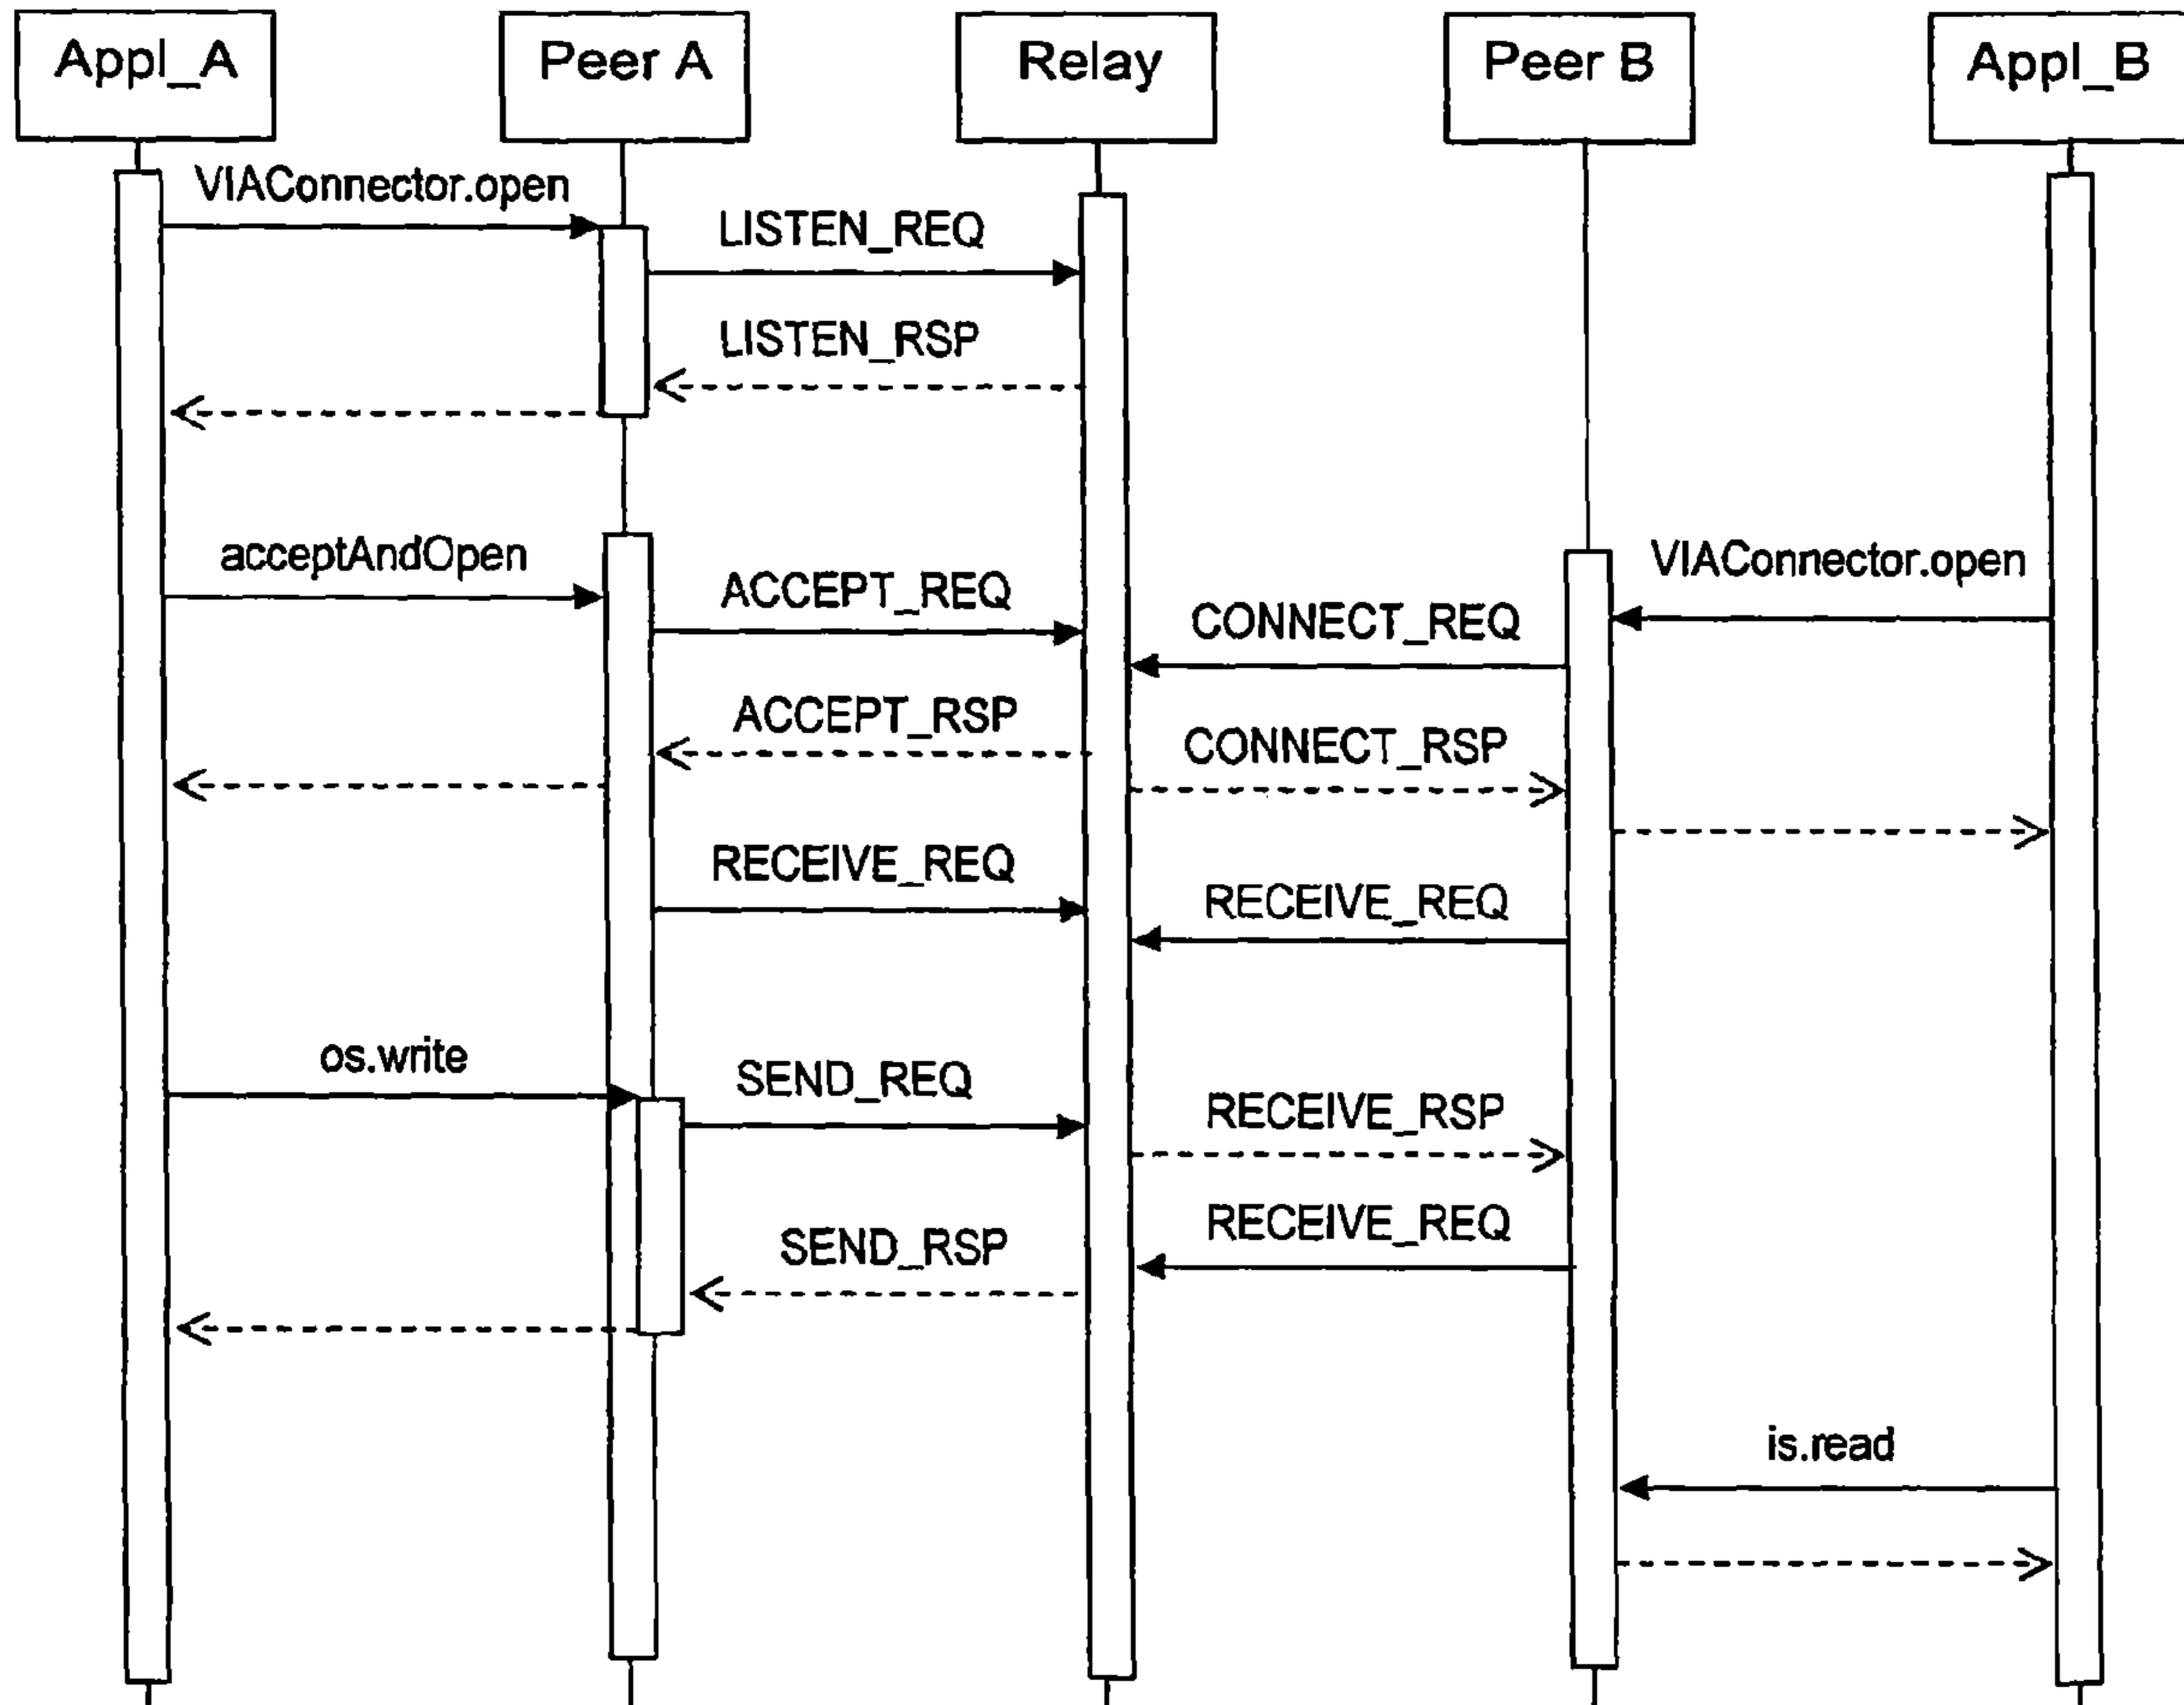 Appl_A
Peer A
Relay
Peer B
Appl_B
VIAConnector.open
LISTEN_REQ
LISTEN_RSP
acceptAndOpen
VIAConnector.open
ACCEPT_REQ
CONNECT_REQ
ACCEPT_RSP
CONNECT_RSP
RECEIVE_REQ
RECEIVE_REQ
os.write
SEND_REQ
RECEIVE_RSP
RECEIVE_REQ
SEND_RSP
is.read